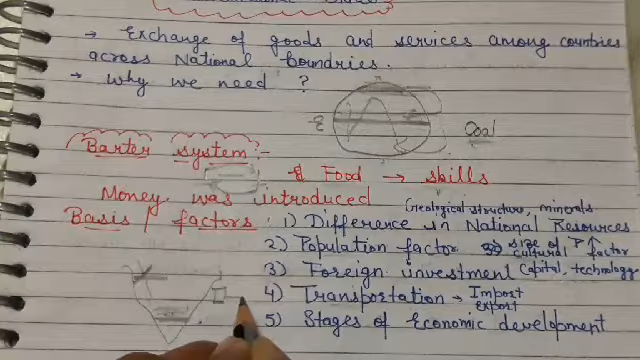 → Exchange of goods and services among countries
across National boundries.
→ Why we need ?
Coal
Barter system :-
Food → skills
Money was introduced
Geological structure, minerals
Basis / factors : 1) Difference in National Resources
2) Population factor size of P ↑
cultural factor
3) Foreign investment Capital, technology
4) Transportation → Import
export
5) Stages of Economic development